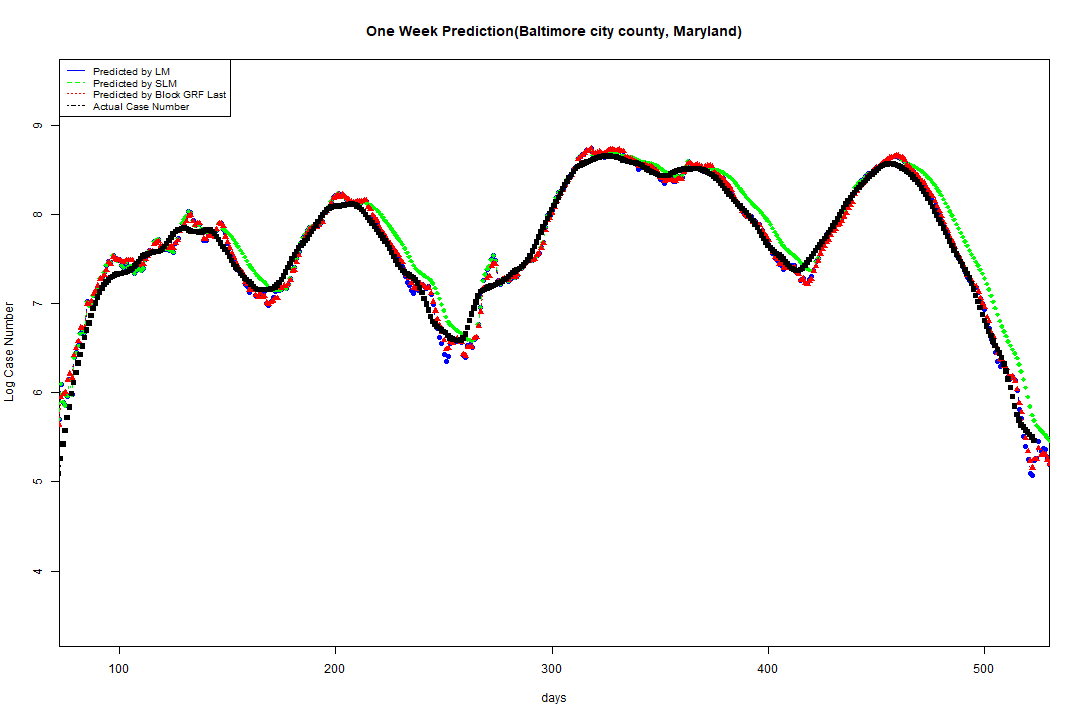 One Week Prediction(Baltimore city county, Maryland)
Predicted by LM
Predicted by SLM
Predicted by Block GRF Last
Actual Case Number
9
8
7
6
5
4
Log Case Number
100 200 300 400 500
days